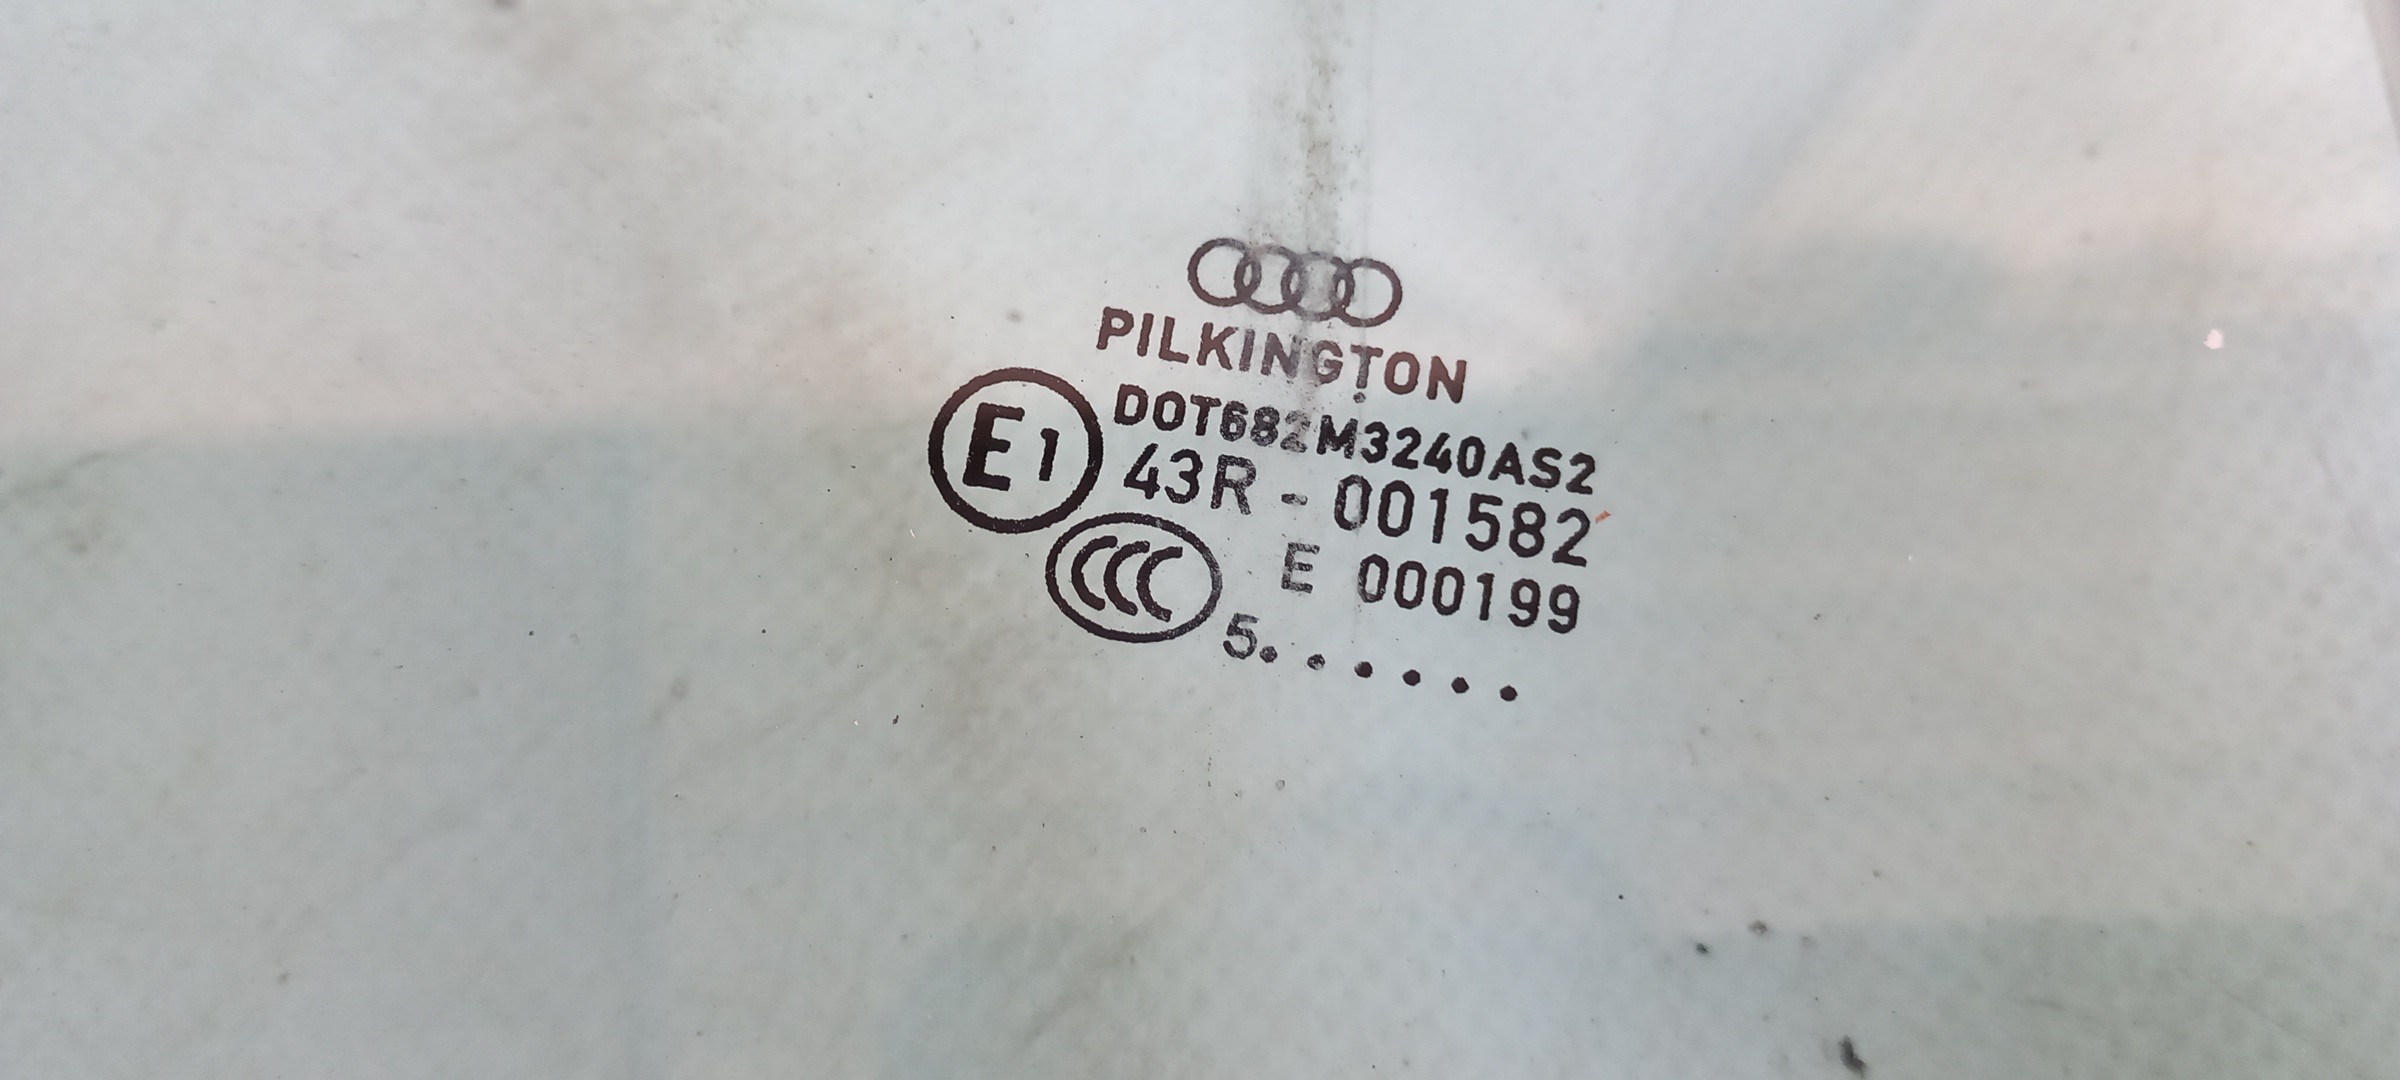 PILKINGTON
DOT682M3240AS2
E1 43R - 001582
CCC E 000199
5......